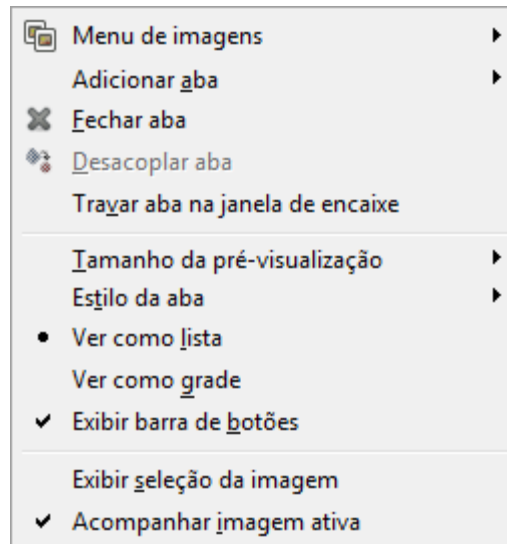 Menu de imagens
Adicionar aba
Fechar aba
Desacoplar aba
Travar aba na janela de encaixe
Tamanho da pré-visualização
Estilo da aba
Ver como lista
Ver como grade
Exibir barra de botões
Exibir seleção da imagem
Acompanhar imagem ativa